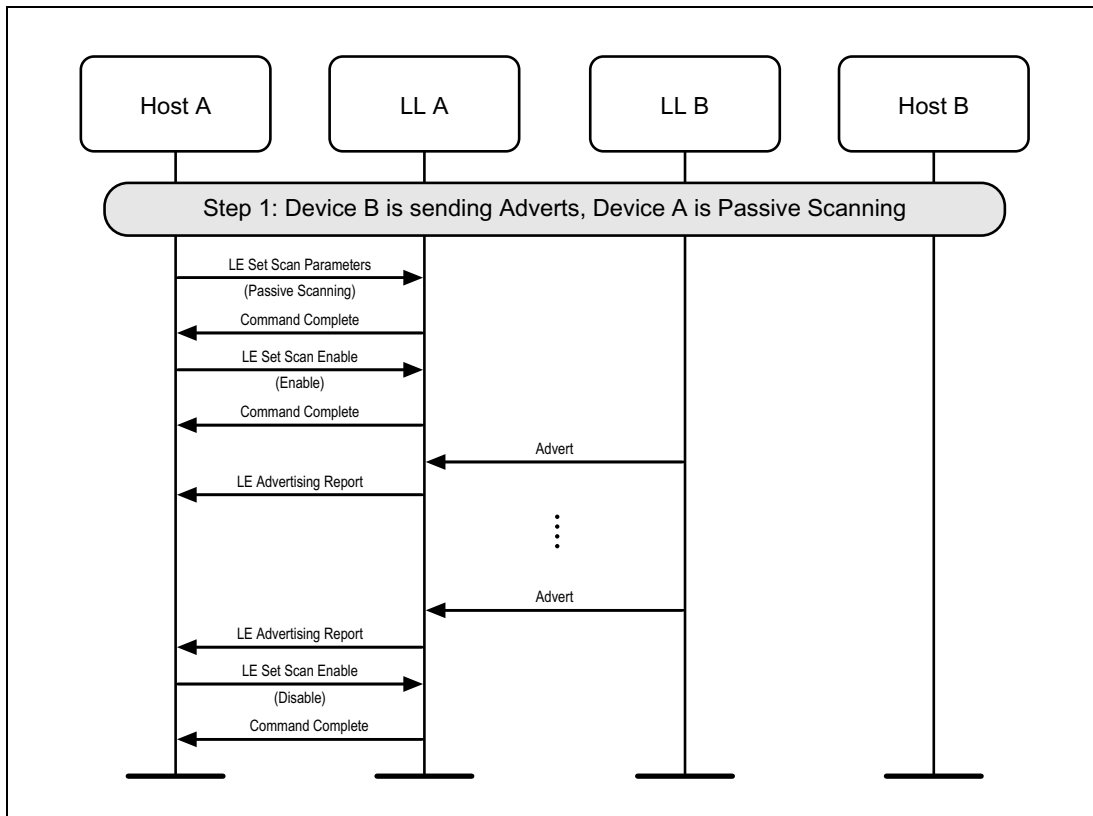 Host A
LL A
LL B
Host B
Step 1: Device B is sending Adverts, Device A is Passive Scanning
LE Set Scan Parameters
(Passive Scanning)
Command Complete
LE Set Scan Enable
(Enable)
Command Complete
Advert
LE Advertising Report
Advert
LE Advertising Report
LE Set Scan Enable
(Disable)
Command Complete